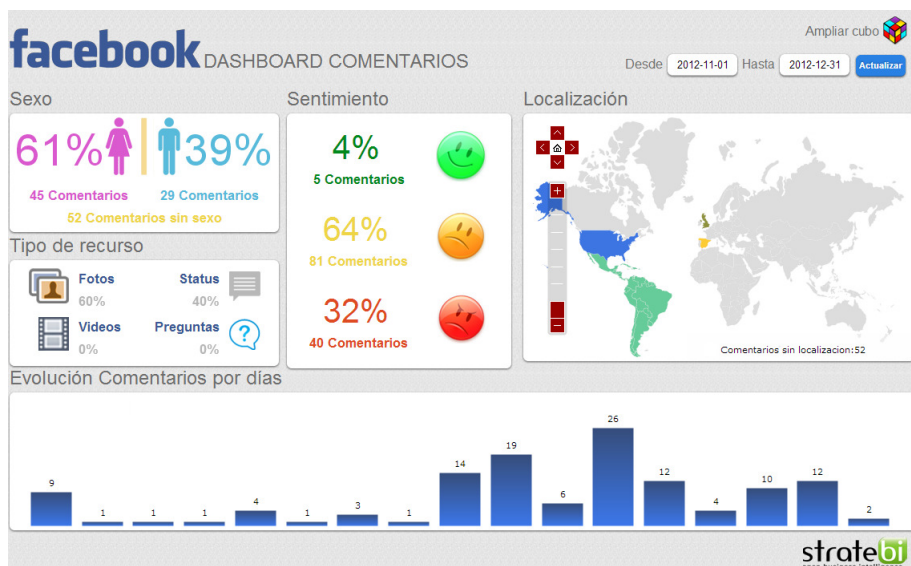 Ampliar cubo
facebook DASHBOARD COMENTARIOS
Desde 2012-11-01 Hasta 2012-12-31 Actualizar
Sexo
61% 39%
45 Comentarios 29 Comentarios
52 Comentarios sin sexo
Tipo de recurso
Fotos Status
60% 40%
Videos Preguntas
0% ? 0%
Sentimiento
4%
5 Comentarios
64%
81 Comentarios
32%
40 Comentarios
Localización
+
−
Comentarios sin localizacion:52
Evolución Comentarios por días
9 1 1 1 4 1 3 1 14 19 6 26 12 4 10 12 2
stratebi
open business intelligence